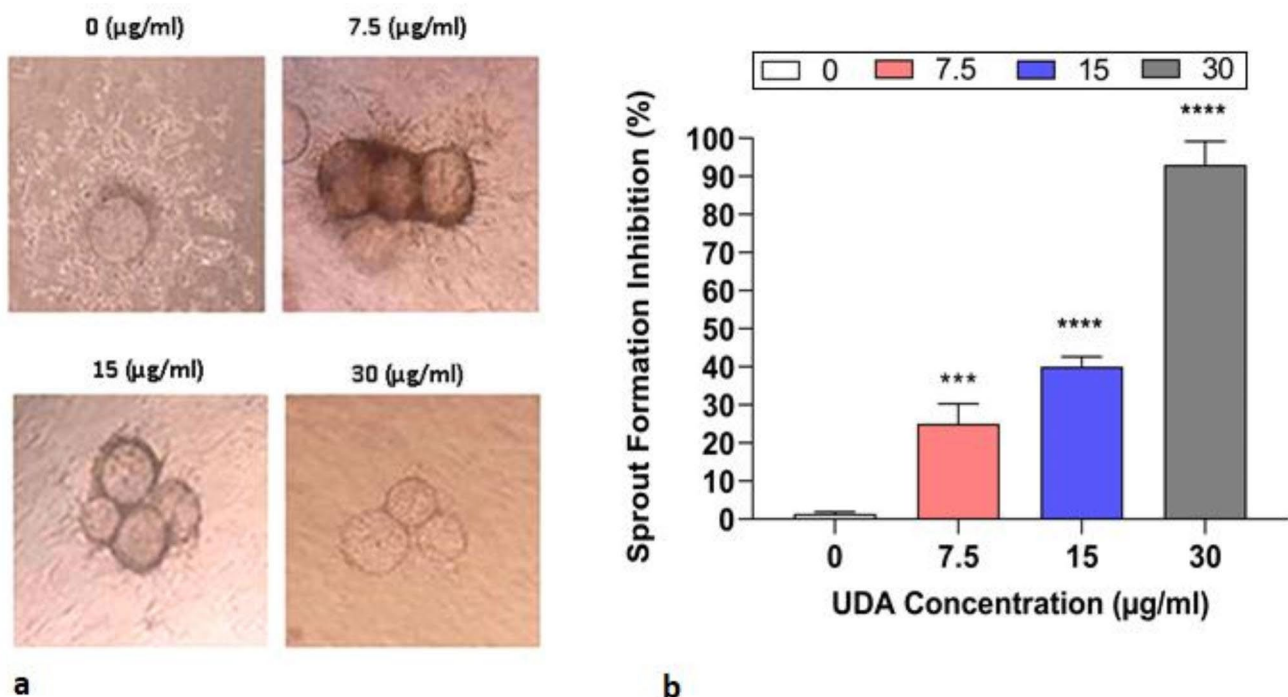 0 (µg/ml)
7.5 (µg/ml)
15 (µg/ml)
30 (µg/ml)
a
0 7.5 15 30
Sprout Formation Inhibition (%)
100
90
80
70
60
50
40
30
20
10
0
***
****
****
0 7.5 15 30
UDA Concentration (µg/ml)
b